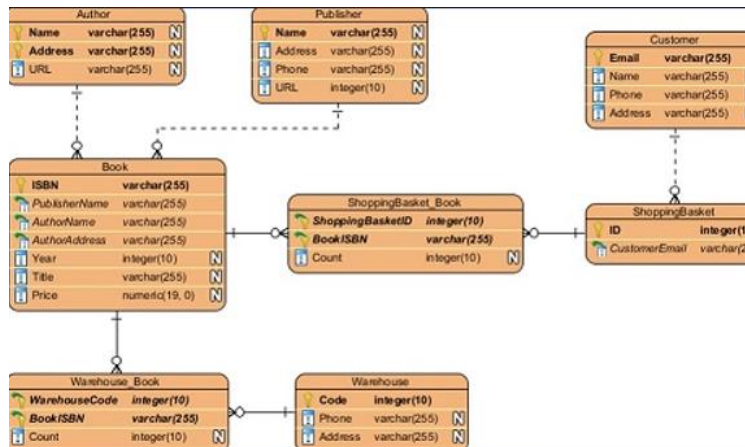 Author
Name varchar(255) N
Address varchar(255) N
URL varchar(255) N
Publisher
Name varchar(255) N
Address varchar(255) N
Phone varchar(255) N
URL integer(10) N
Customer
Email varchar(255)
Name varchar(255)
Phone varchar(255)
Address varchar(255)
Book
ISBN varchar(255)
PublisherName varchar(255)
AuthorName varchar(255)
AuthorAddress varchar(255)
Year integer(10) N
Title varchar(255) N
Price numeric(19, 0) N
ShoppingBasket_Book
ShoppingBasketID integer(10)
BookISBN varchar(255)
Count integer(10) N
ShoppingBasket
ID integer(1
CustomerEmail varchar(2
Warehouse_Book
WarehouseCode integer(10)
BookISBN varchar(255)
Count integer(10) N
Warehouse
Code integer(10)
Phone varchar(255) N
Address varchar(255) N